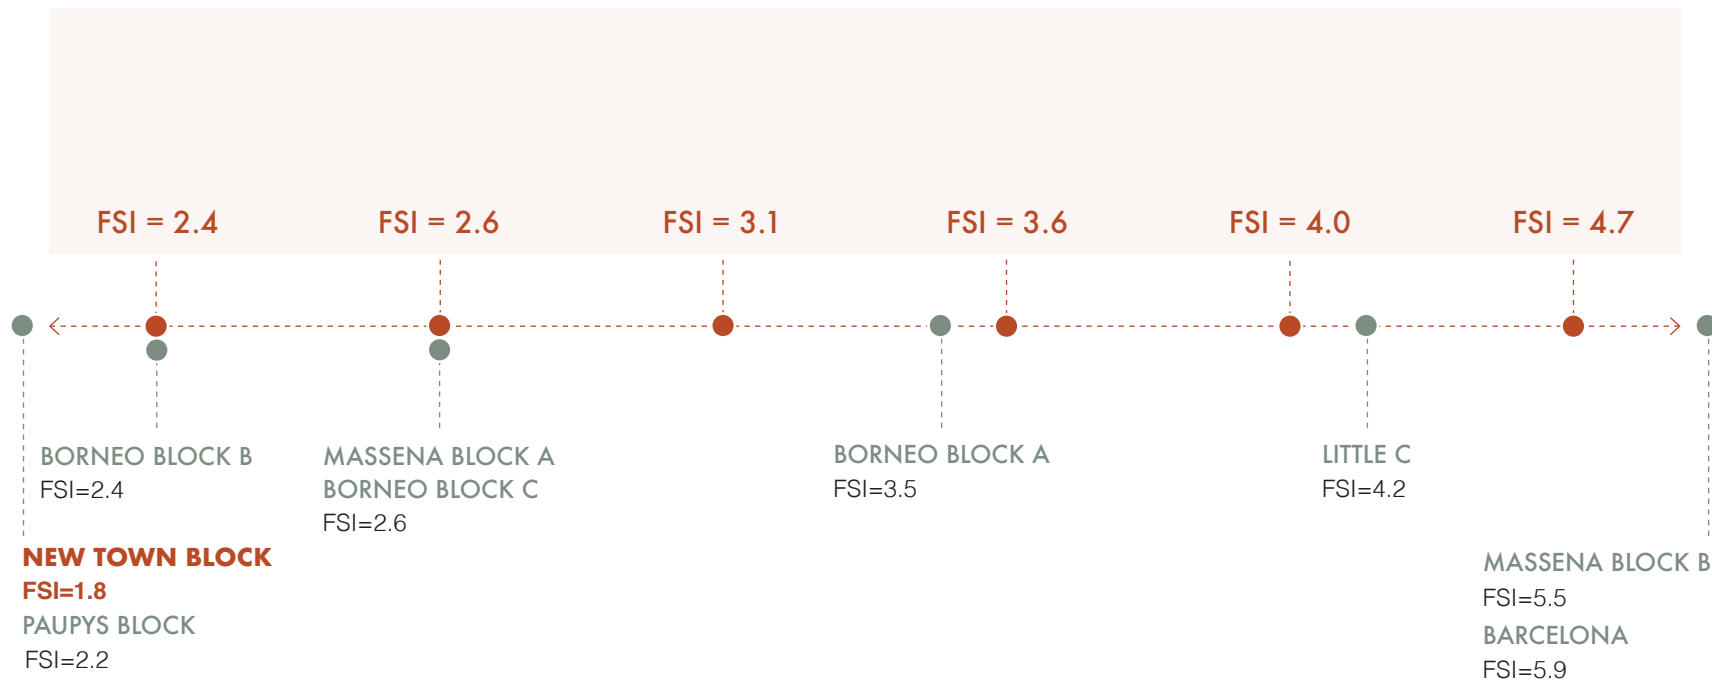 FSI = 2.4
FSI = 2.6
FSI = 3.1
FSI = 3.6
FSI = 4.0
FSI = 4.7
BORNEO BLOCK B
FSI=2.4
MASSENA BLOCK A
BORNEO BLOCK C
FSI=2.6
BORNEO BLOCK A
FSI=3.5
LITTLE C
FSI=4.2
NEW TOWN BLOCK
FSI=1.8
PAUPYS BLOCK
FSI=2.2
MASSENA BLOCK B
FSI=5.5
BARCELONA
FSI=5.9